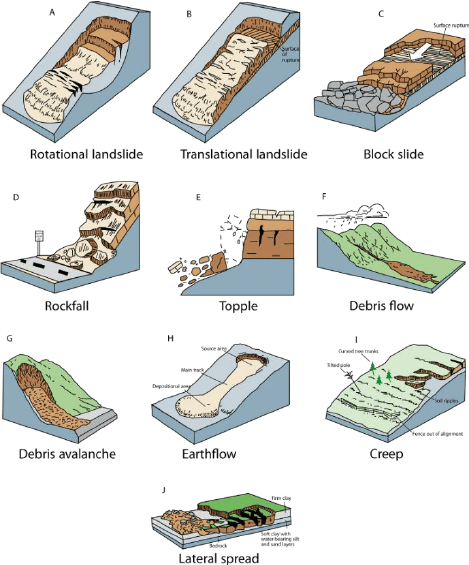 A
Rotational landslide
B
Surface
of
rupture
Translational landslide
C
Surface rupture
Block slide
D
Rockfall
E
Topple
F
Debris flow
G
Debris avalanche
H
Source area
Main track
Depositional area
Earthflow
I
Curved tree trunks
Tilted pole
Soil ripples
Fence out of alignment
Creep
J
Firm clay
Soft clay with
water-bearing silt
and sand layers
Bedrock
Lateral spread